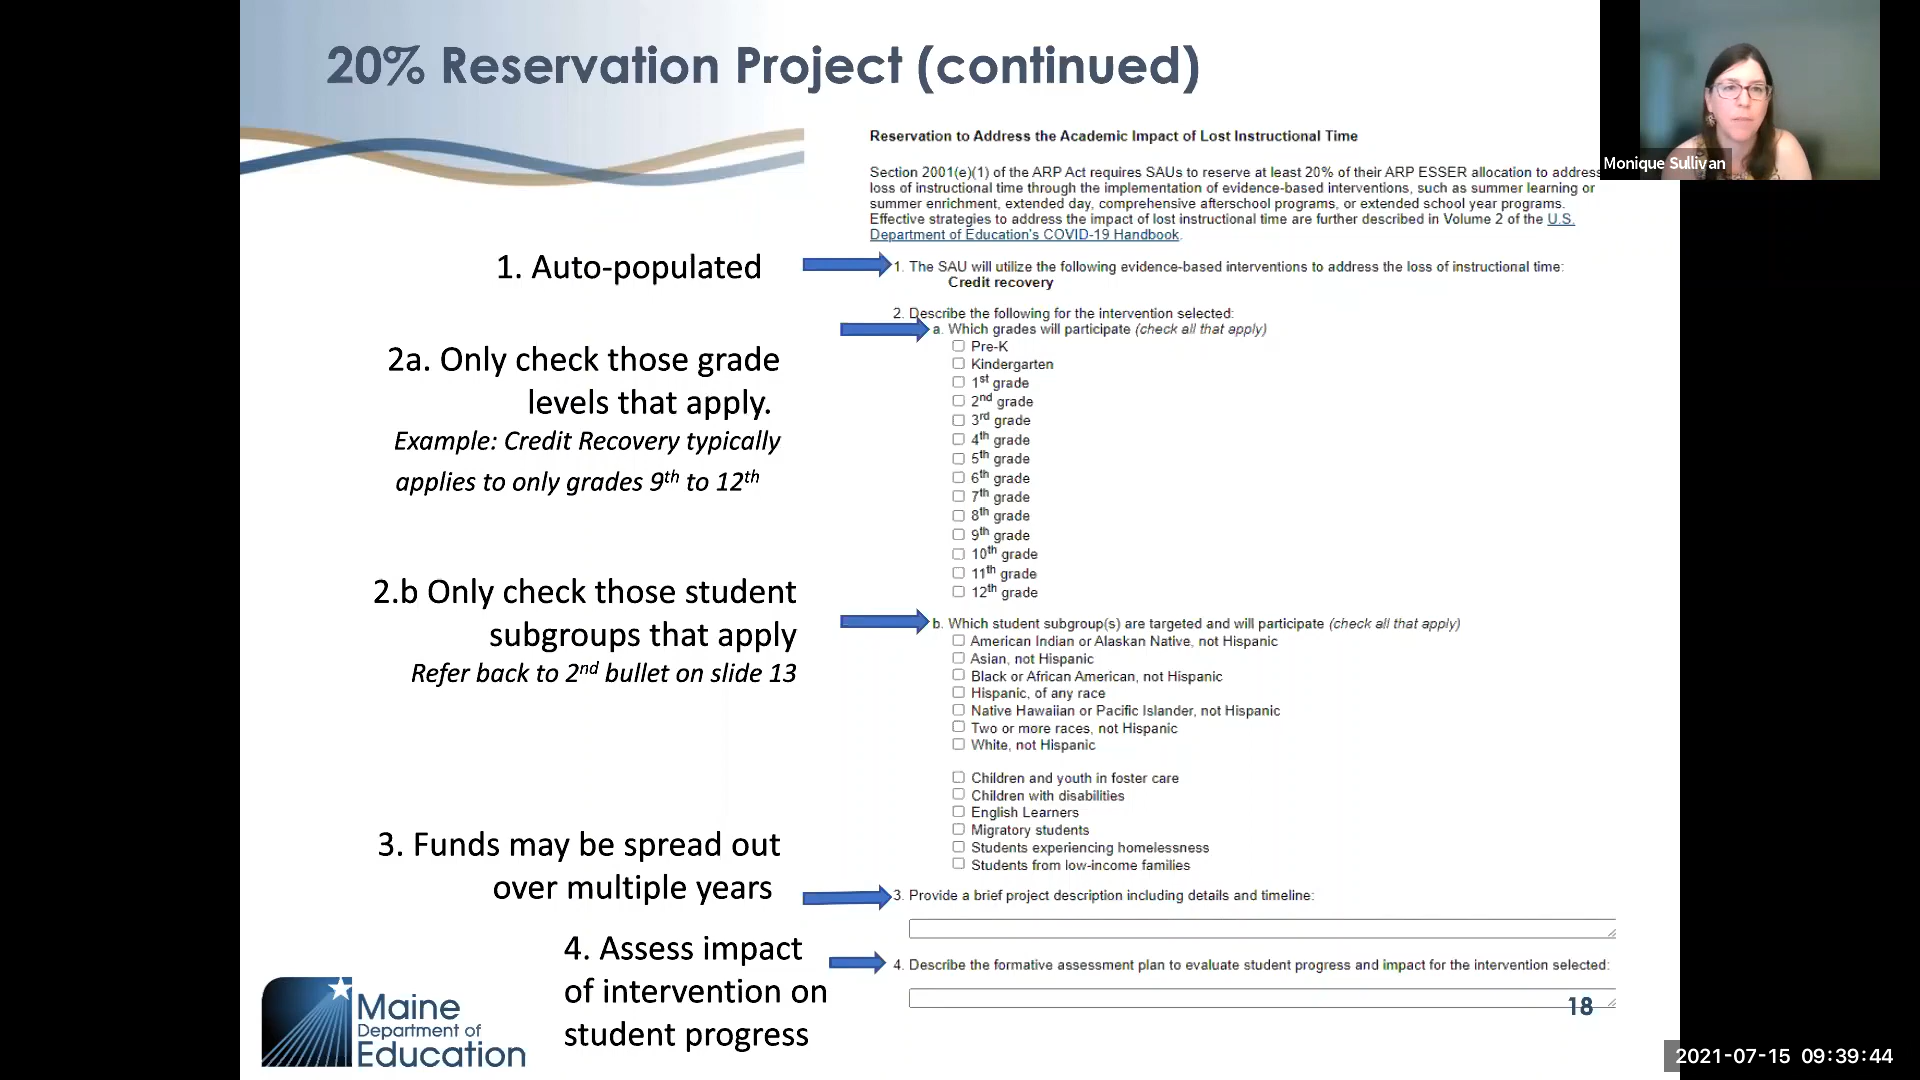 20% Reservation Project (continued)
Monique Sullivan
Reservation to Address the Academic Impact of Lost Instructional Time
Section 2001(e)(1) of the ARP Act requires SAUs to reserve at least 20% of their ARP ESSER allocation to address
loss of instructional time through the implementation of evidence-based interventions, such as summer learning or
summer enrichment, extended day, comprehensive afterschool programs, or extended school year programs.
Effective strategies to address the impact of lost instructional time are further described in Volume 2 of the U.S.
Department of Education's COVID-19 Handbook.
1. Auto-populated
1. The SAU will utilize the following evidence-based interventions to address the loss of instructional time:
Credit recovery
2. Describe the following for the intervention selected:
2a. Only check those grade
levels that apply.
Example: Credit Recovery typically
applies to only grades 9th to 12th
a. Which grades will participate (check all that apply)
Pre-K
Kindergarten
1st grade
2nd grade
3rd grade
4th grade
5th grade
6th grade
7th grade
8th grade
9th grade
10th grade
11th grade
12th grade
2.b Only check those student
subgroups that apply
Refer back to 2nd bullet on slide 13
b. Which student subgroup(s) are targeted and will participate (check all that apply)
American Indian or Alaskan Native, not Hispanic
Asian, not Hispanic
Black or African American, not Hispanic
Hispanic, of any race
Native Hawaiian or Pacific Islander, not Hispanic
Two or more races, not Hispanic
White, not Hispanic
Children and youth in foster care
Children with disabilities
English Learners
Migratory students
Students experiencing homelessness
Students from low-income families
3. Funds may be spread out
over multiple years
3. Provide a brief project description including details and timeline:
4. Assess impact
of intervention on
student progress
4. Describe the formative assessment plan to evaluate student progress and impact for the intervention selected:
Maine
Department of
Education
18
2021-07-15 09:39:44